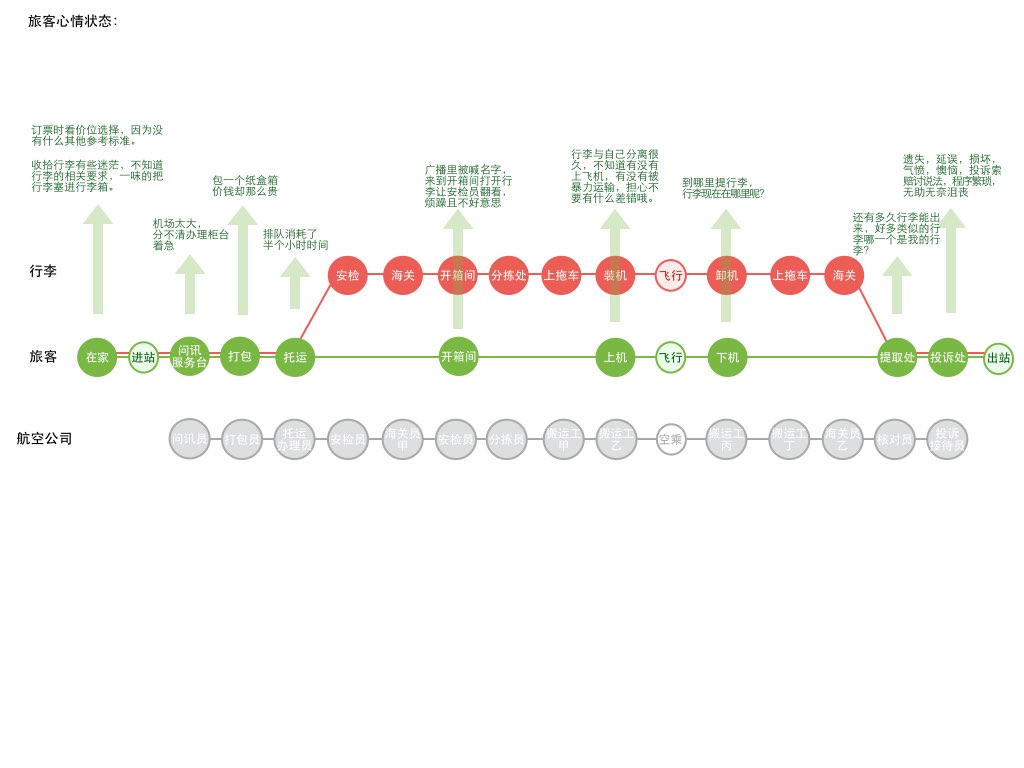 旅客心情状态：
订票时看价位选择，因为没
有什么其他参考标准。
收拾行李有些迷茫，不知道
行李的相关要求，一味的把
行李塞进行李箱。
机场太大，
分不清办理柜台
着急
包一个纸盒箱
价钱却那么贵
排队消耗了
半个小时时间
广播里被喊名字，
来到开箱间打开行
李让安检员翻看，
烦躁且不好意思
行李与自己分离很
久，不知道有没有
上飞机，有没有被
暴力运输，担心不
要有什么差错哦。
到哪里提行李，
行李现在在哪里呢？
还有多久行李能出
来，好多类似的行
李哪一个是我的行
李？
遗失，延误，损坏，
气愤，懊恼，投诉索
赔讨说法，程序繁琐，
无助无奈沮丧
行李
安检
海关
开箱间
分拣处
上拖车
装机
飞行
卸机
上拖车
海关
旅客
在家
进站
问讯
服务台
打包
托运
开箱间
上机
飞行
下机
提取处
投诉处
出站
航空公司
问讯员
打包员
托运
办理员
安检员
海关员
甲
安检员
分拣员
搬运工
甲
搬运工
乙
空乘
搬运工
丙
搬运工
丁
海关员
乙
核对员
投诉
接待员